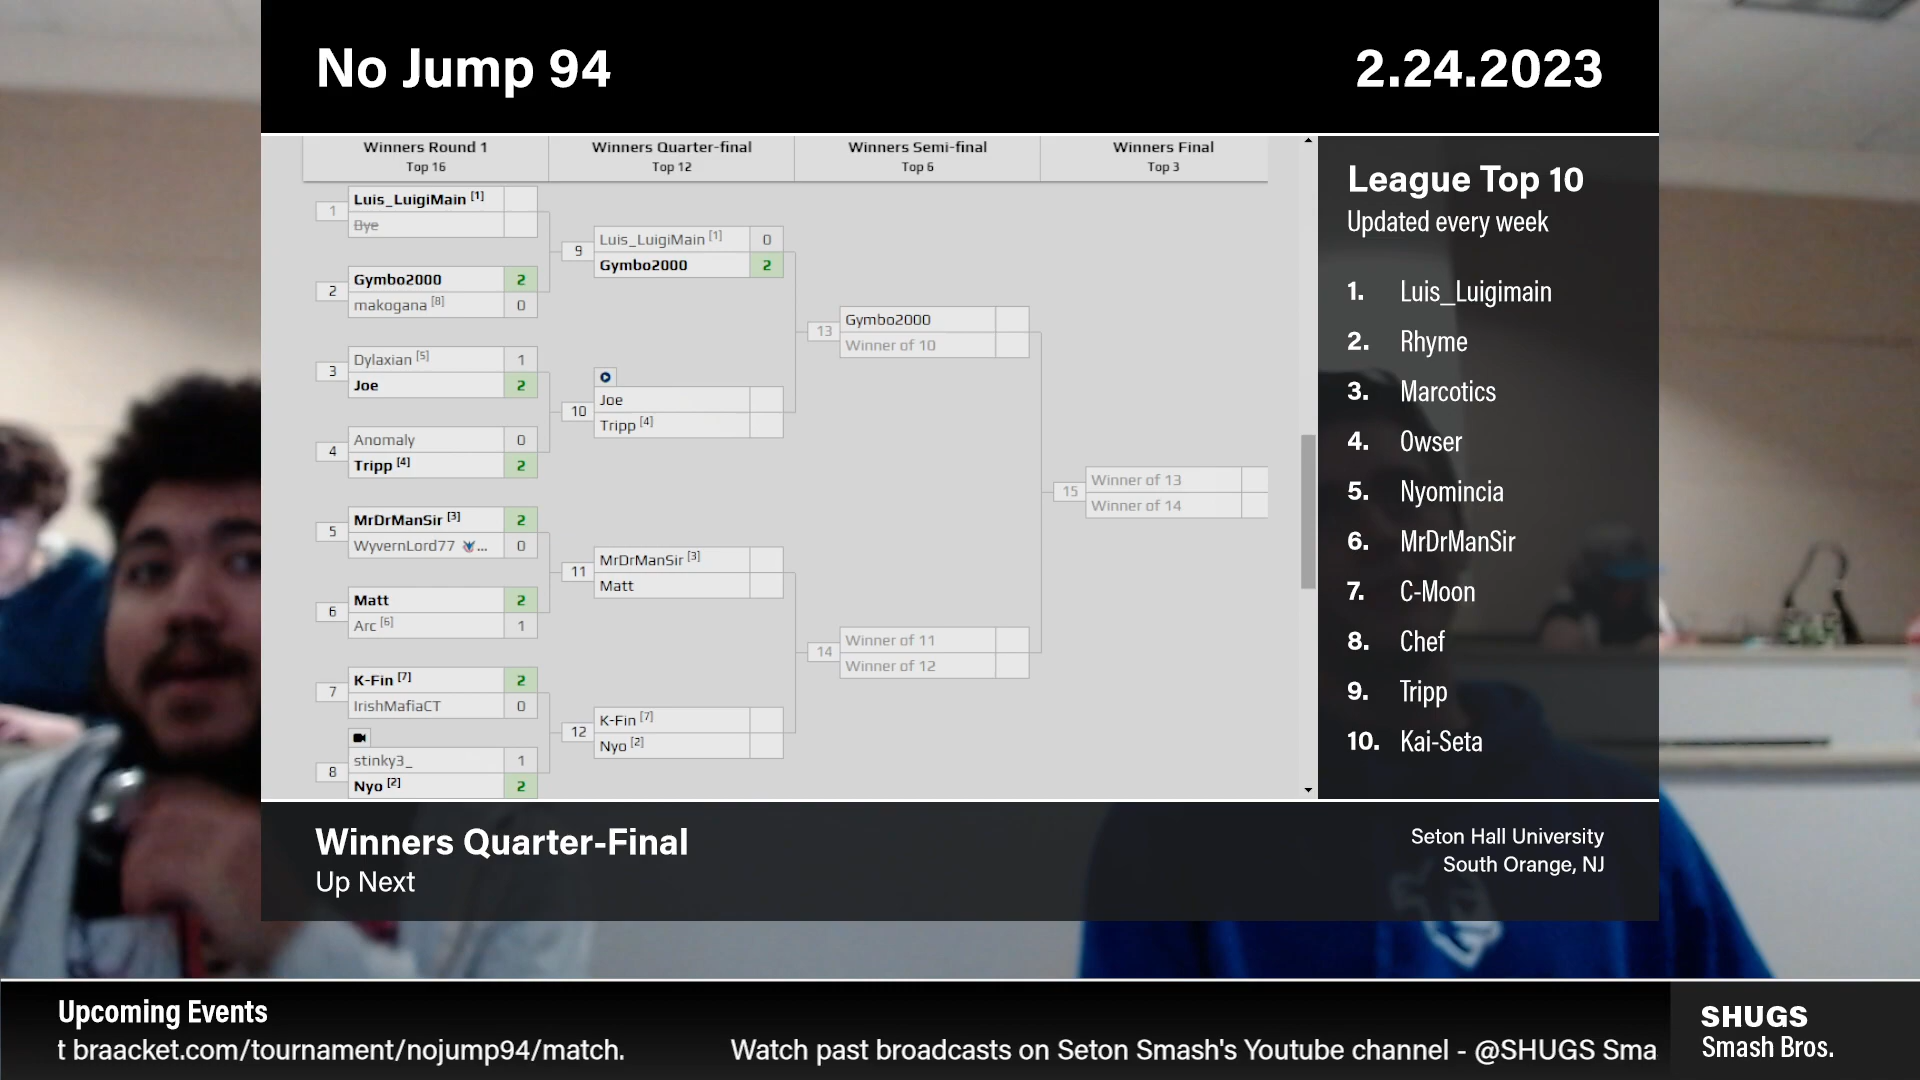 No Jump 94
2.24.2023
Winners Round 1
Top 16
Winners Quarter-final
Top 12
Winners Semi-final
Top 6
Winners Final
Top 3
1
Luis_LuigiMain [1]
Bye
2
Gymbo2000 2
makogana [8] 0
3
Dylaxian [5] 1
Joe 2
4
Anomaly 0
Tripp [4] 2
5
MrDrManSir [3] 2
WyvernLord77 ... 0
6
Matt 2
Arc [6] 1
7
K-Fin [7] 2
IrishMafiaCT 0
8
stinky3_ 1
Nyo [2] 2
9
Luis_LuigiMain [1] 0
Gymbo2000 2
10
Joe
Tripp [4]
11
MrDrManSir [3]
Matt
12
K-Fin [7]
Nyo [2]
13
Gymbo2000
Winner of 10
14
Winner of 11
Winner of 12
15
Winner of 13
Winner of 14
League Top 10
Updated every week
1. Luis_Luigimain
2. Rhyme
3. Marcotics
4. Owser
5. Nyomincia
6. MrDrManSir
7. C-Moon
8. Chef
9. Tripp
10. Kai-Seta
Winners Quarter-Final
Up Next
Seton Hall University
South Orange, NJ
Upcoming Events
t braacket.com/tournament/nojump94/match.
Watch past broadcasts on Seton Smash's Youtube channel - @SHUGS Sma
SHUGS
Smash Bros.